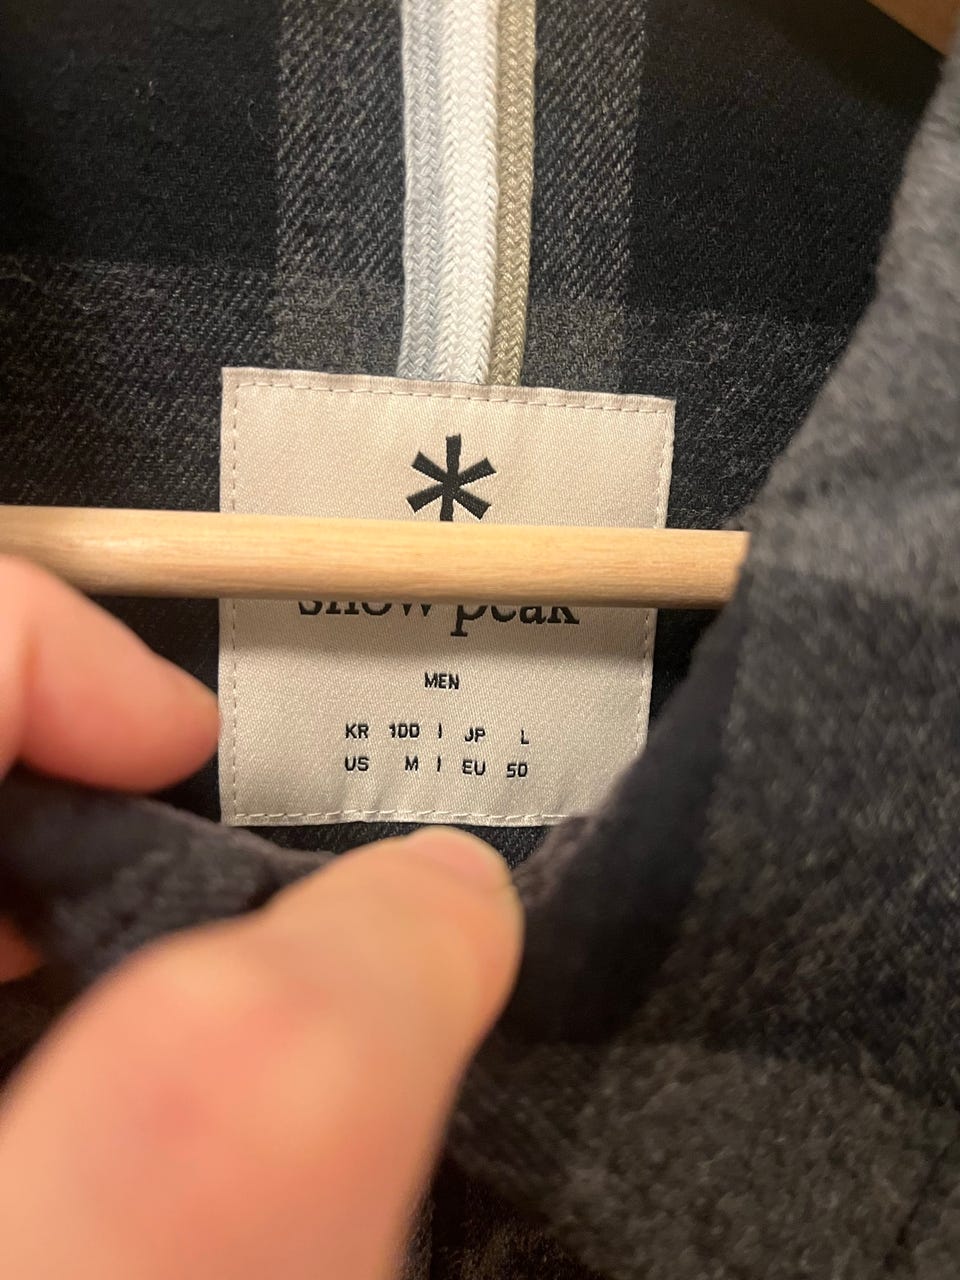 snow peak
MEN
KR 100 | JP L
US M | EU 50